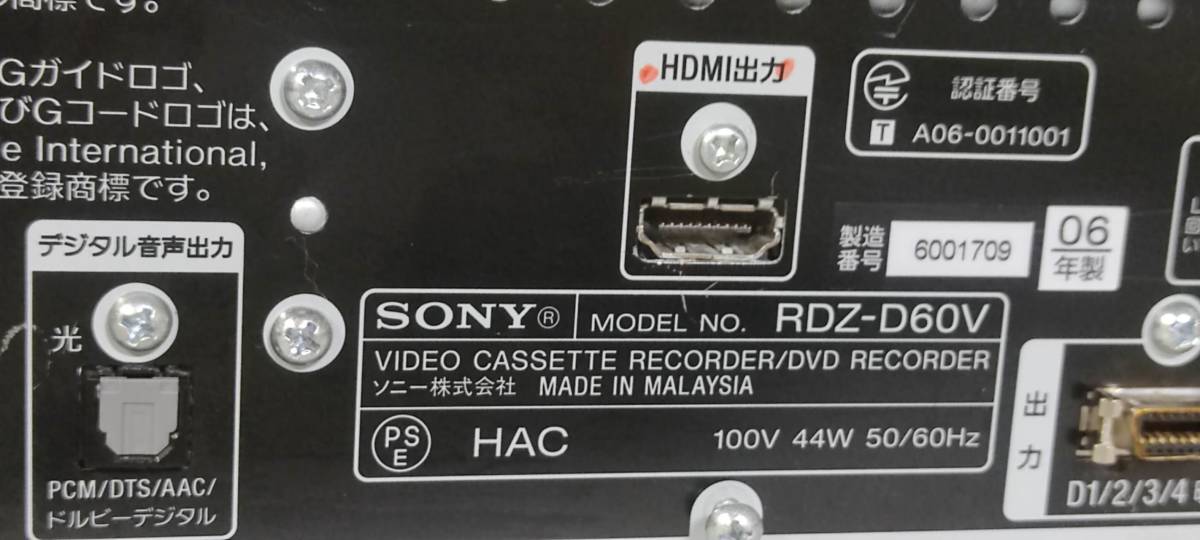 商標です。
Gガイドロゴ、
びGコードロゴは、
e International,
登録商標です。
デジタル音声出力
光
PCM/DTS/AAC/
ドルビーデジタル
HDMI出力
認証番号
T A06-0011001
製造
番号
6001709
06
年製
SONY® MODEL NO. RDZ-D60V
VIDEO CASSETTE RECORDER/DVD RECORDER
ソニー株式会社 MADE IN MALAYSIA
PS
E
HAC 100V 44W 50/60Hz
出力
D1/2/3/4